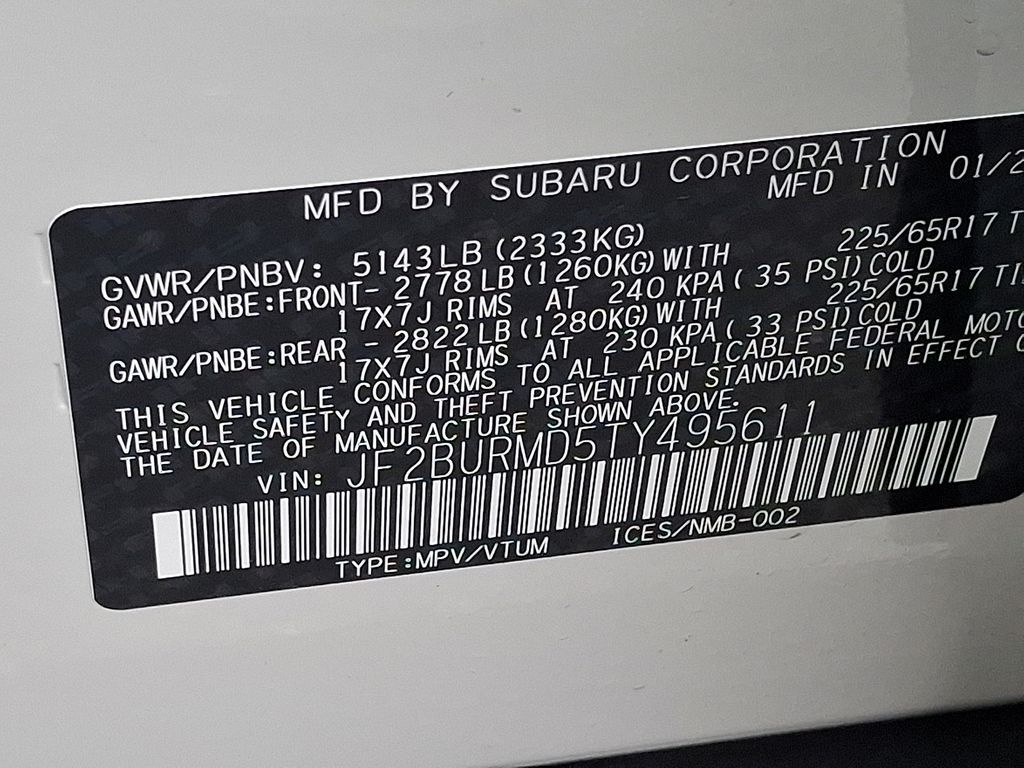 MFD BY SUBARU CORPORATION
MFD IN 01/2
GVWR/PNBV: 5143LB(2333KG)
GAWR/PNBE:FRONT- 2778LB(1260KG)WITH 225/65R17 T
17X7J RIMS AT 240 KPA(35 PSI)COLD
GAWR/PNBE:REAR - 2822LB(1280KG)WITH 225/65R17 TI
17X7J RIMS AT 230 KPA(33 PSI)COLD
THIS VEHICLE CONFORMS TO ALL APPLICABLE FEDERAL MOTO
VEHICLE SAFETY AND THEFT PREVENTION STANDARDS IN EFFECT O
THE DATE OF MANUFACTURE SHOWN ABOVE.
VIN: JF2BURMD5TY495611
TYPE:MPV/VTUM ICES/NMB-002